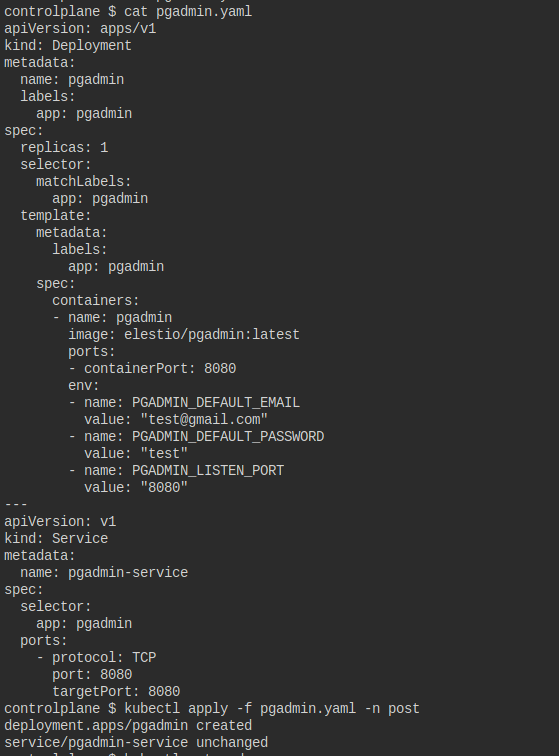 controlplane $ cat pgadmin.yaml
apiVersion: apps/v1
kind: Deployment
metadata:
  name: pgadmin
  labels:
    app: pgadmin
spec:
  replicas: 1
  selector:
    matchLabels:
      app: pgadmin
  template:
    metadata:
      labels:
        app: pgadmin
    spec:
      containers:
      - name: pgadmin
        image: elestio/pgadmin:latest
        ports:
        - containerPort: 8080
        env:
        - name: PGADMIN_DEFAULT_EMAIL
          value: "test@gmail.com"
        - name: PGADMIN_DEFAULT_PASSWORD
          value: "test"
        - name: PGADMIN_LISTEN_PORT
          value: "8080"
---
apiVersion: v1
kind: Service
metadata:
  name: pgadmin-service
spec:
  selector:
    app: pgadmin
  ports:
    - protocol: TCP
      port: 8080
      targetPort: 8080
controlplane $ kubectl apply -f pgadmin.yaml -n post
deployment.apps/pgadmin created
service/pgadmin-service unchanged